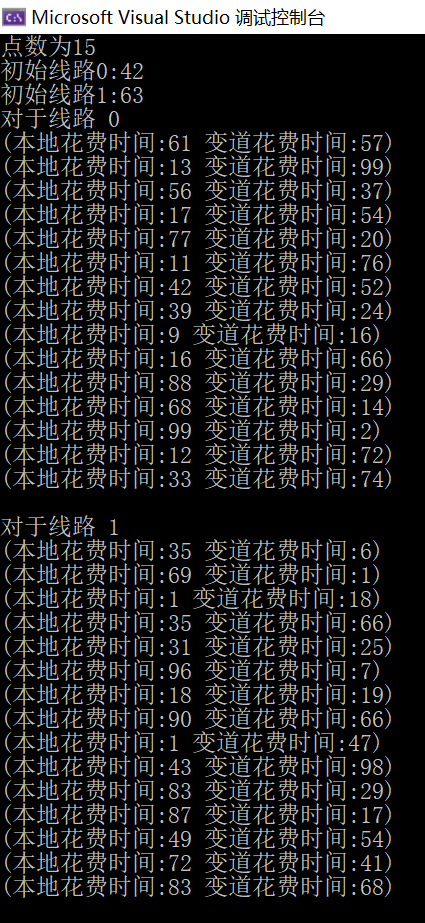 Microsoft Visual Studio 调试控制台
点数为15
初始线路0:42
初始线路1:63
对于线路 0
(本地花费时间:61 变道花费时间:57)
(本地花费时间:13 变道花费时间:99)
(本地花费时间:56 变道花费时间:37)
(本地花费时间:17 变道花费时间:54)
(本地花费时间:77 变道花费时间:20)
(本地花费时间:11 变道花费时间:76)
(本地花费时间:42 变道花费时间:52)
(本地花费时间:39 变道花费时间:24)
(本地花费时间:9 变道花费时间:16)
(本地花费时间:16 变道花费时间:66)
(本地花费时间:88 变道花费时间:29)
(本地花费时间:68 变道花费时间:14)
(本地花费时间:99 变道花费时间:2)
(本地花费时间:12 变道花费时间:72)
(本地花费时间:33 变道花费时间:74)
对于线路 1
(本地花费时间:35 变道花费时间:6)
(本地花费时间:69 变道花费时间:1)
(本地花费时间:1 变道花费时间:18)
(本地花费时间:35 变道花费时间:66)
(本地花费时间:31 变道花费时间:25)
(本地花费时间:96 变道花费时间:7)
(本地花费时间:18 变道花费时间:19)
(本地花费时间:90 变道花费时间:66)
(本地花费时间:1 变道花费时间:47)
(本地花费时间:43 变道花费时间:98)
(本地花费时间:83 变道花费时间:29)
(本地花费时间:87 变道花费时间:17)
(本地花费时间:49 变道花费时间:54)
(本地花费时间:72 变道花费时间:41)
(本地花费时间:83 变道花费时间:68)